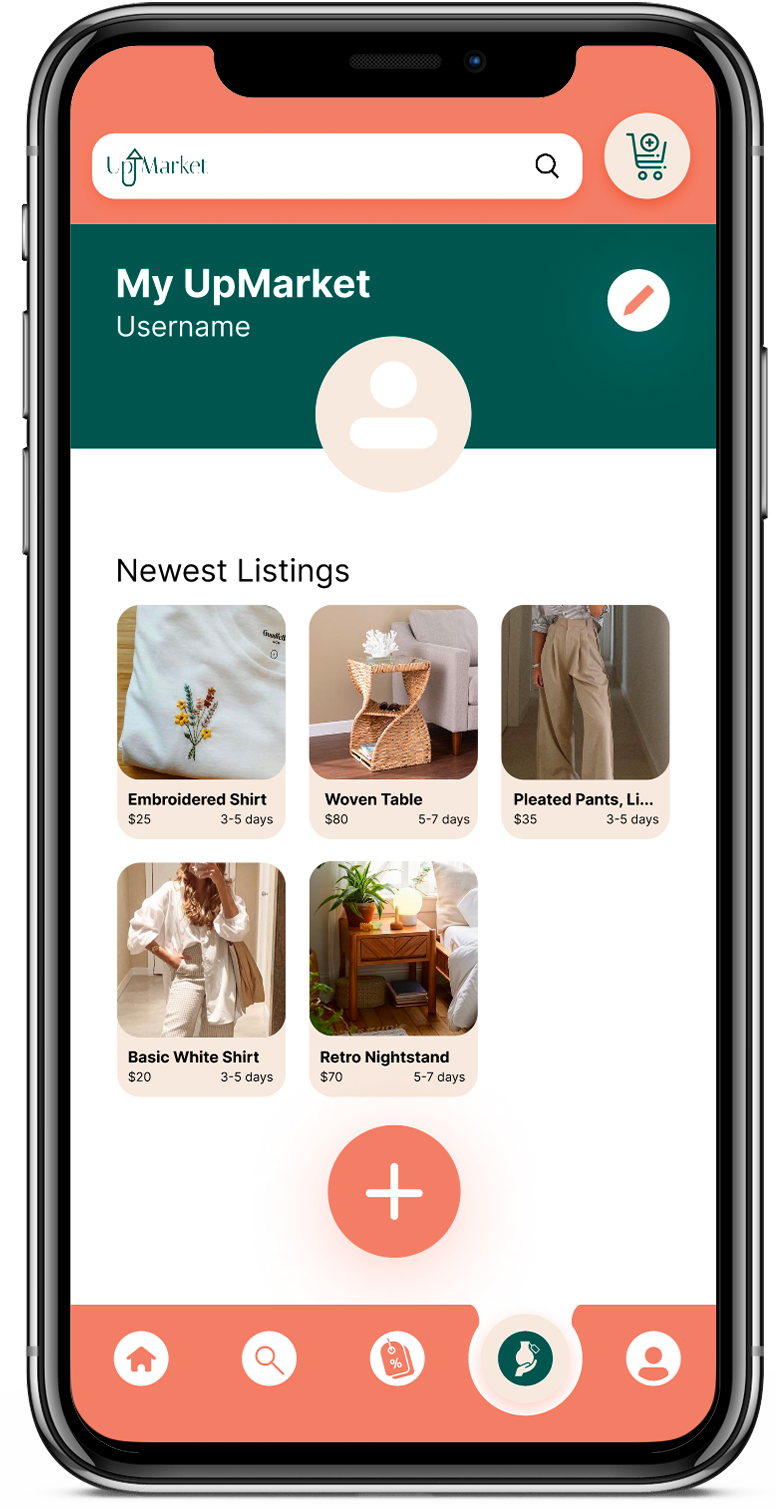 UpMarket
My UpMarket
Username
Newest Listings
Embroidered Shirt
$25 3-5 days
Woven Table
$80 5-7 days
Pleated Pants, Li...
$35 3-5 days
Basic White Shirt
$20 3-5 days
Retro Nightstand
$70 5-7 days
%